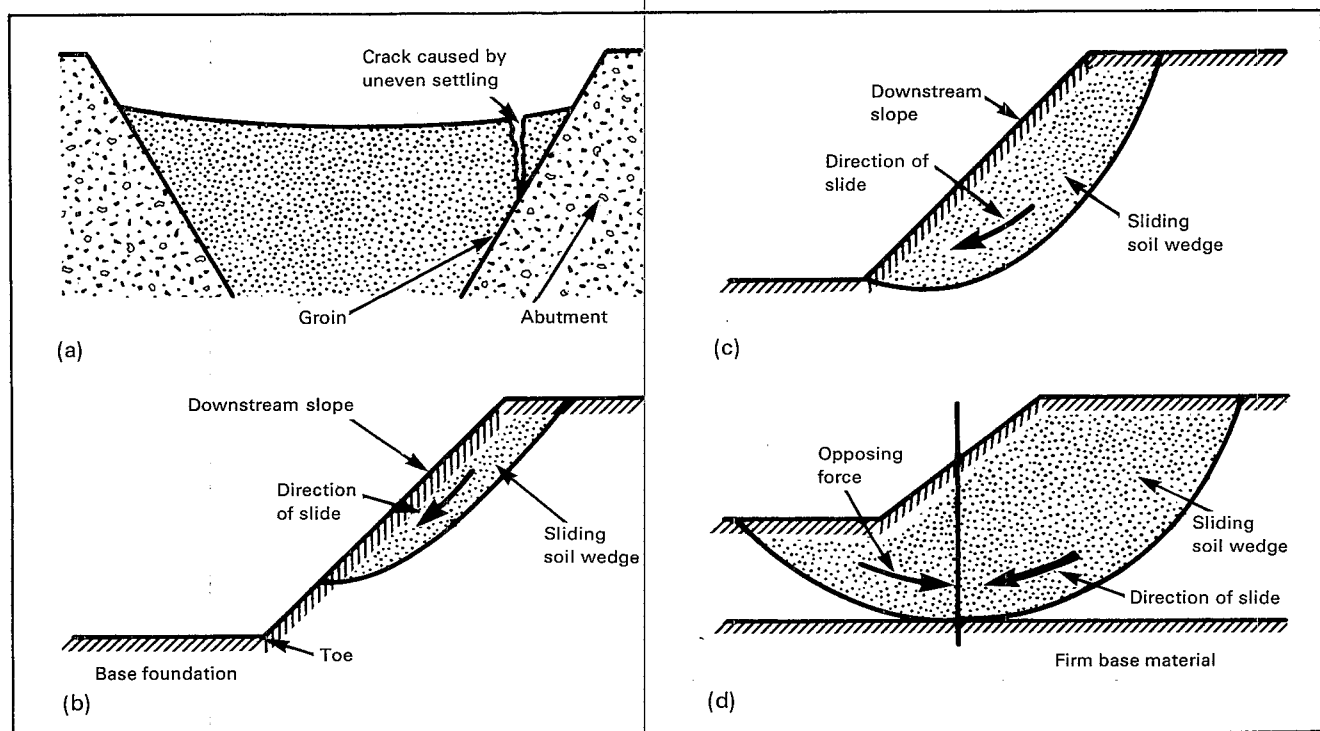 Crack caused by
uneven settling
Groin
Abutment
(a)
Downstream slope
Direction
of slide
Sliding
soil wedge
Toe
Base foundation
(b)
Downstream
slope
Direction of
slide
Sliding
soil wedge
(c)
Opposing
force
Sliding
soil wedge
Direction of slide
Firm base material
(d)